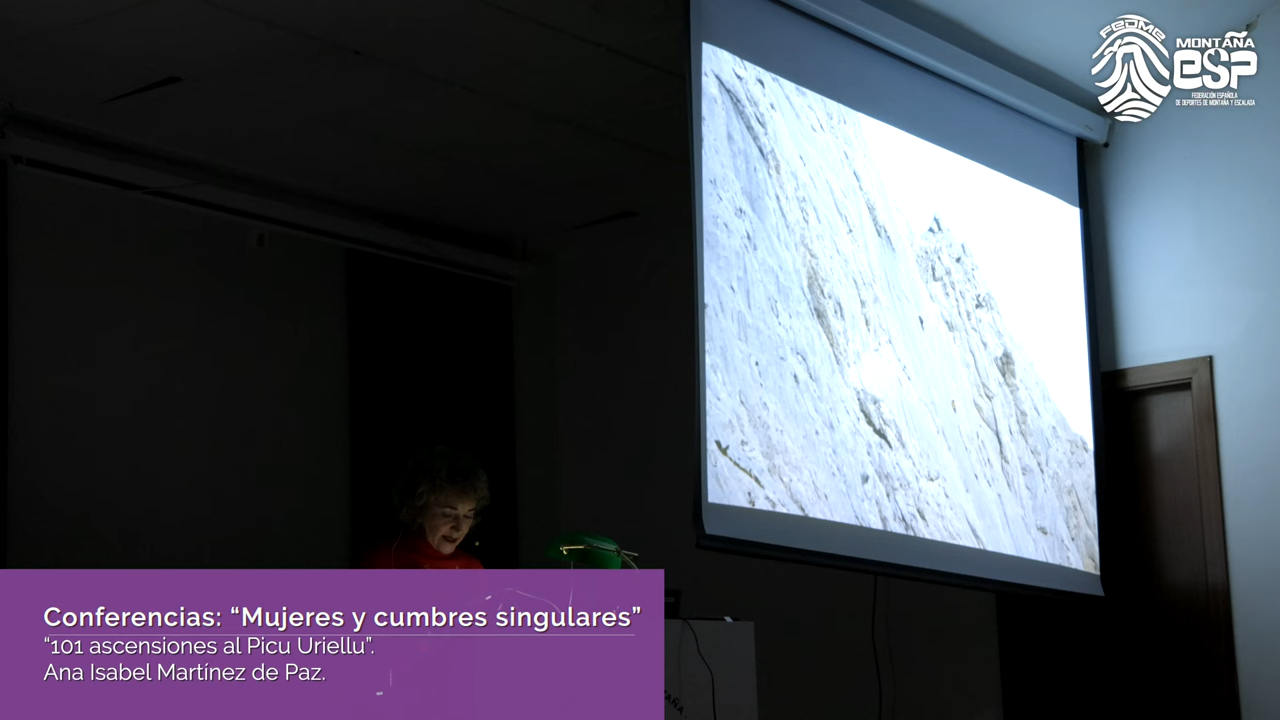 FEDME
MONTAÑA
ESP
FEDERACIÓN ESPAÑOLA
DE DEPORTES DE MONTAÑA Y ESCALADA
Conferencias: “Mujeres y cumbres singulares”
“101 ascensiones al Picu Uriellu”.
Ana Isabel Martínez de Paz.